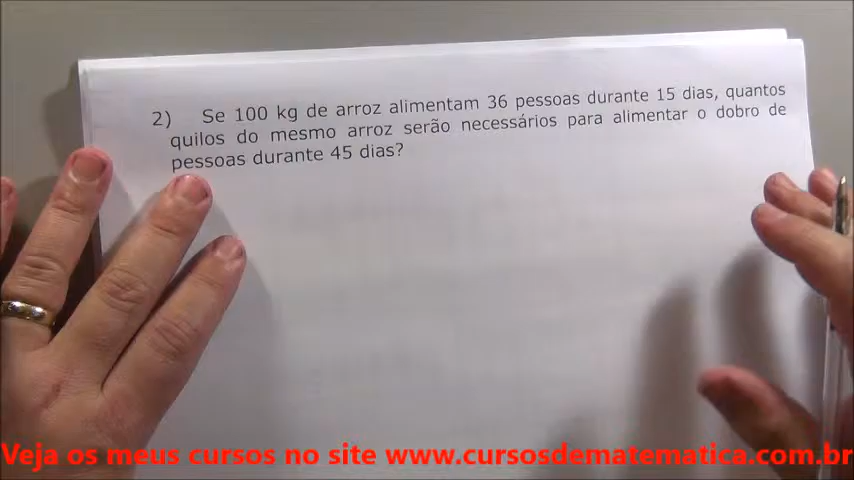 2) Se 100 kg de arroz alimentam 36 pessoas durante 15 dias, quantos
quilos do mesmo arroz serão necessários para alimentar o dobro de
pessoas durante 45 dias?
Veja os meus cursos no site www.cursosdematematica.com.br